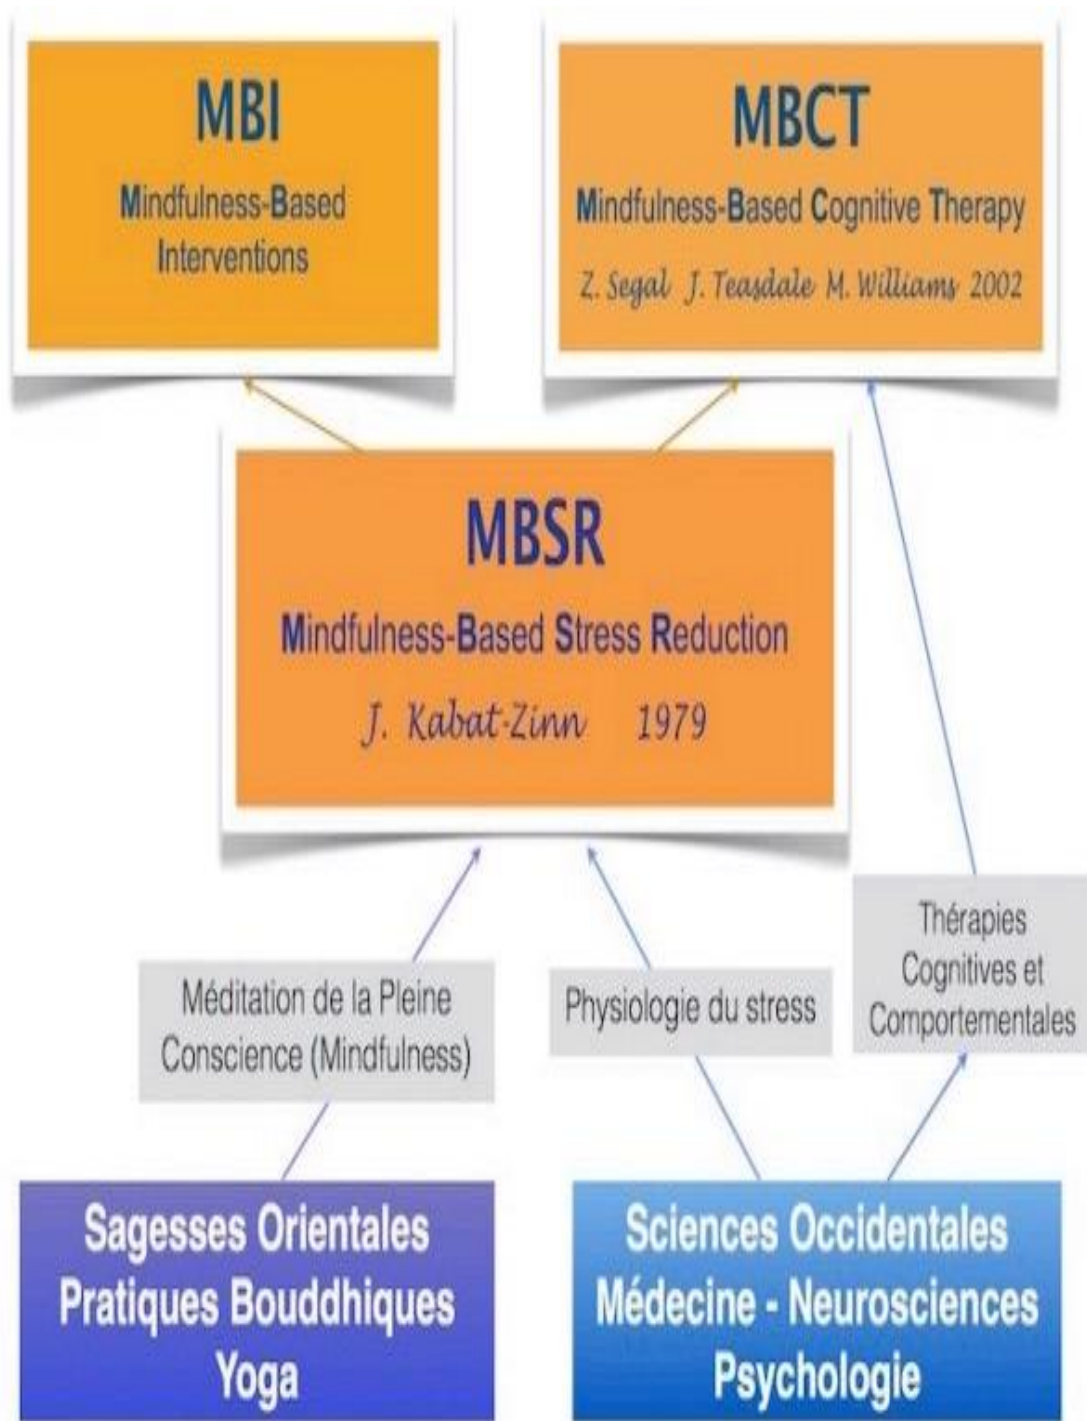 MBI
Mindfulness-Based
Interventions
MBCT
Mindfulness-Based Cognitive Therapy
Z. Segal J. Teasdale M. Williams 2002
MBSR
Mindfulness-Based Stress Reduction
J. Kabat-Zinn 1979
Méditation de la Pleine
Conscience (Mindfulness)
Physiologie du stress
Thérapies
Cognitives et
Comportementales
Sagesses Orientales
Pratiques Bouddhiques
Yoga
Sciences Occidentales
Médecine - Neurosciences
Psychologie